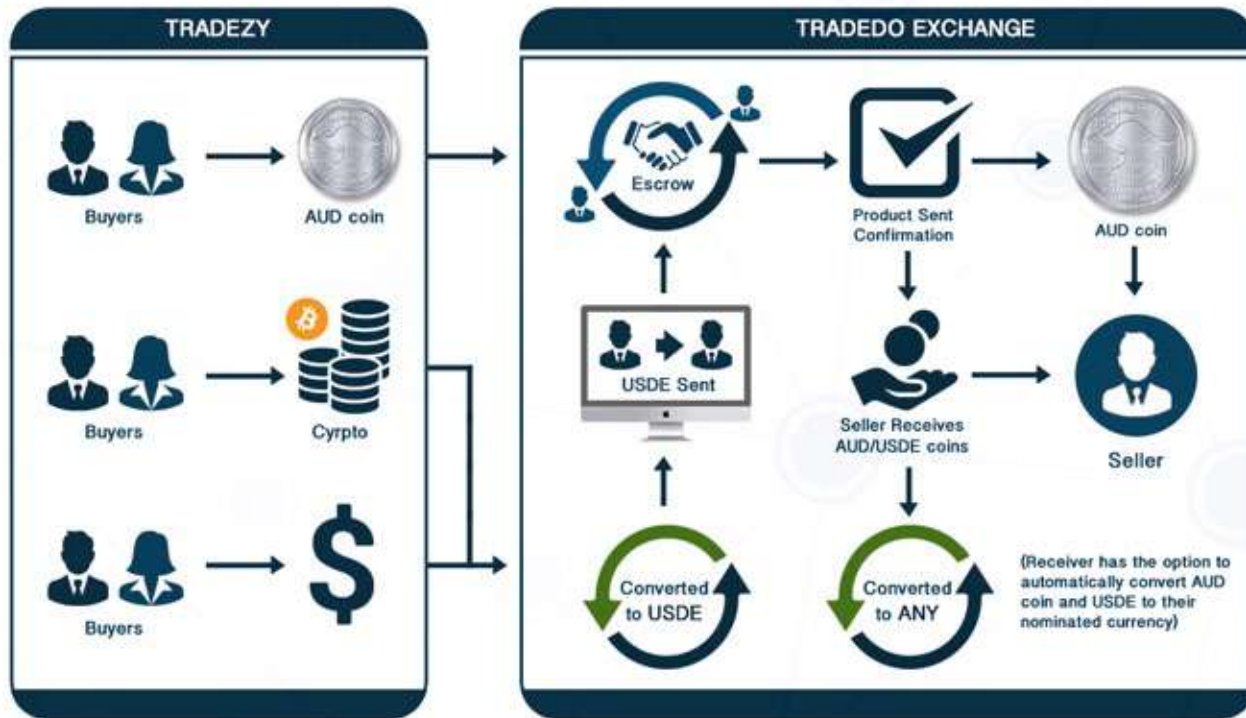 TRADEZY
Buyers
AUD coin
Buyers
Cyrpto
Buyers
$
TRADEDO EXCHANGE
Escrow
Product Sent
Confirmation
AUD coin
USDE Sent
Seller Receives
AUD/USDE coins
Seller
Converted
to USDE
Converted
to ANY
(Receiver has the option to
automatically convert AUD
coin and USDE to their
nominated currency)